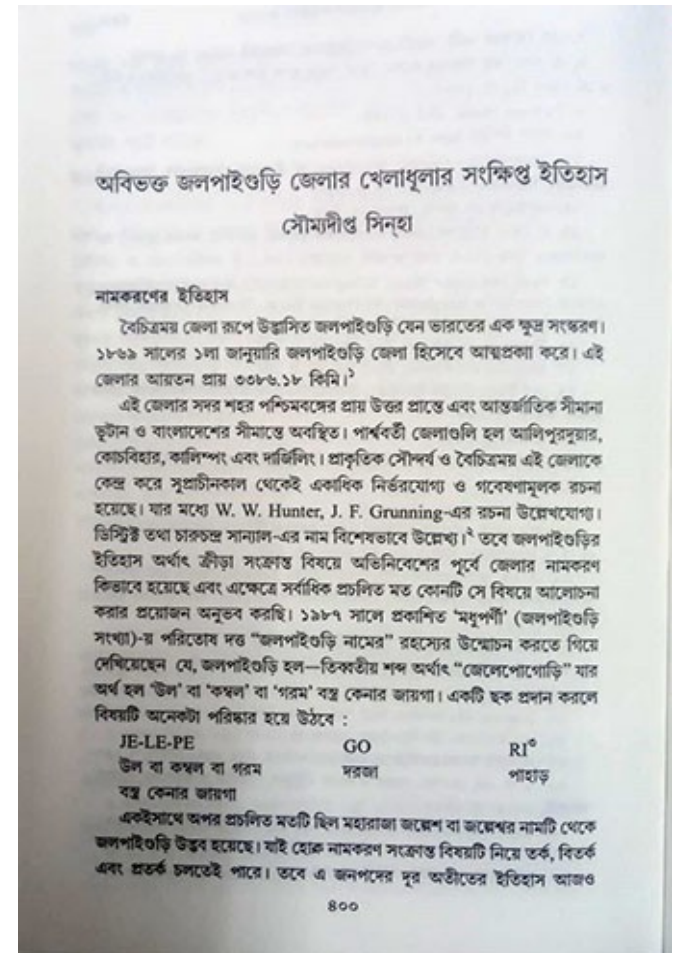 অবিভক্ত জলপাইগুড়ি জেলার খেলাধূলার সংক্ষিপ্ত ইতিহাস
সৌম্যদীপ্ত সিন্‌হা
নামকরণের ইতিহাস
বৈচিত্রময় জেলা রূপে উদ্ভাসিত জলপাইগুড়ি যেন ভারতের এক ক্ষুদ্র সংস্করণ।
১৮৬৯ সালের ১লা জানুয়ারি জলপাইগুড়ি জেলা হিসেবে আত্মপ্রকাা করে। এই
জেলার আয়তন প্রায় ৩৩৮৬.১৮ কিমি।১
এই জেলার সদর শহর পশ্চিমবঙ্গের প্রায় উত্তর প্রান্তে এবং আন্তর্জাতিক সীমানা
ভূটান ও বাংলাদেশের সীমান্তে অবস্থিত। পার্শ্ববর্তী জেলাগুলি হল আলিপুরদুয়ার,
কোচবিহার, কালিম্পং এবং দার্জিলিং। প্রাকৃতিক সৌন্দর্য ও বৈচিত্রময় এই জেলাকে
কেন্দ্র করে সুপ্রাচীনকাল থেকেই একাধিক নির্ভরযোগ্য ও গবেষণামূলক রচনা
হয়েছে। যার মধ্যে W. W. Hunter, J. F. Grunning-এর রচনা উল্লেখযোগ্য।
ডিস্ট্রিক্ট তথা চারুচন্দ্র সান্যাল-এর নাম বিশেষভাবে উল্লেখ্য।২ তবে জলপাইগুড়ির
ইতিহাস অর্থাৎ ক্রীড়া সংক্রান্ত বিষয়ে অভিনিবেশের পূর্বে জেলার নামকরণ
কিভাবে হয়েছে এবং এক্ষেত্রে সর্বাধিক প্রচলিত মত কোনটি সে বিষয়ে আলোচনা
করার প্রয়োজন অনুভব করছি। ১৯৮৭ সালে প্রকাশিত ‘মধুপর্ণী’ (জলপাইগুড়ি
সংখ্যা)-য় পরিতোষ দত্ত “জলপাইগুড়ি নামের” রহস্যের উন্মোচন করতে গিয়ে
দেখিয়েছেন যে, জলপাইগুড়ি হল—তিব্বতীয় শব্দ অর্থাৎ “জেলেপোগোড়ি” যার
অর্থ হল ‘উল’ বা ‘কম্বল’ বা ‘গরম’ বস্ত্র কেনার জায়গা। একটি ছক প্রদান করলে
বিষয়টি অনেকটা পরিষ্কার হয়ে উঠবে :
JE-LE-PE GO RI৩
উল বা কম্বল বা গরম দরজা পাহাড়
বস্ত্র কেনার জায়গা
একইসাথে অপর প্রচলিত মতটি ছিল মহারাজা জল্পেশ বা জল্পেশ্বর নামটি থেকে
জলপাইগুড়ি উদ্ভব হয়েছে। যাই হোক নামকরণ সংক্রান্ত বিষয়টি নিয়ে তর্ক, বিতর্ক
এবং প্রতর্ক চলতেই পারে। তবে এ জনপদের দূর অতীতের ইতিহাস আজও
৪০০